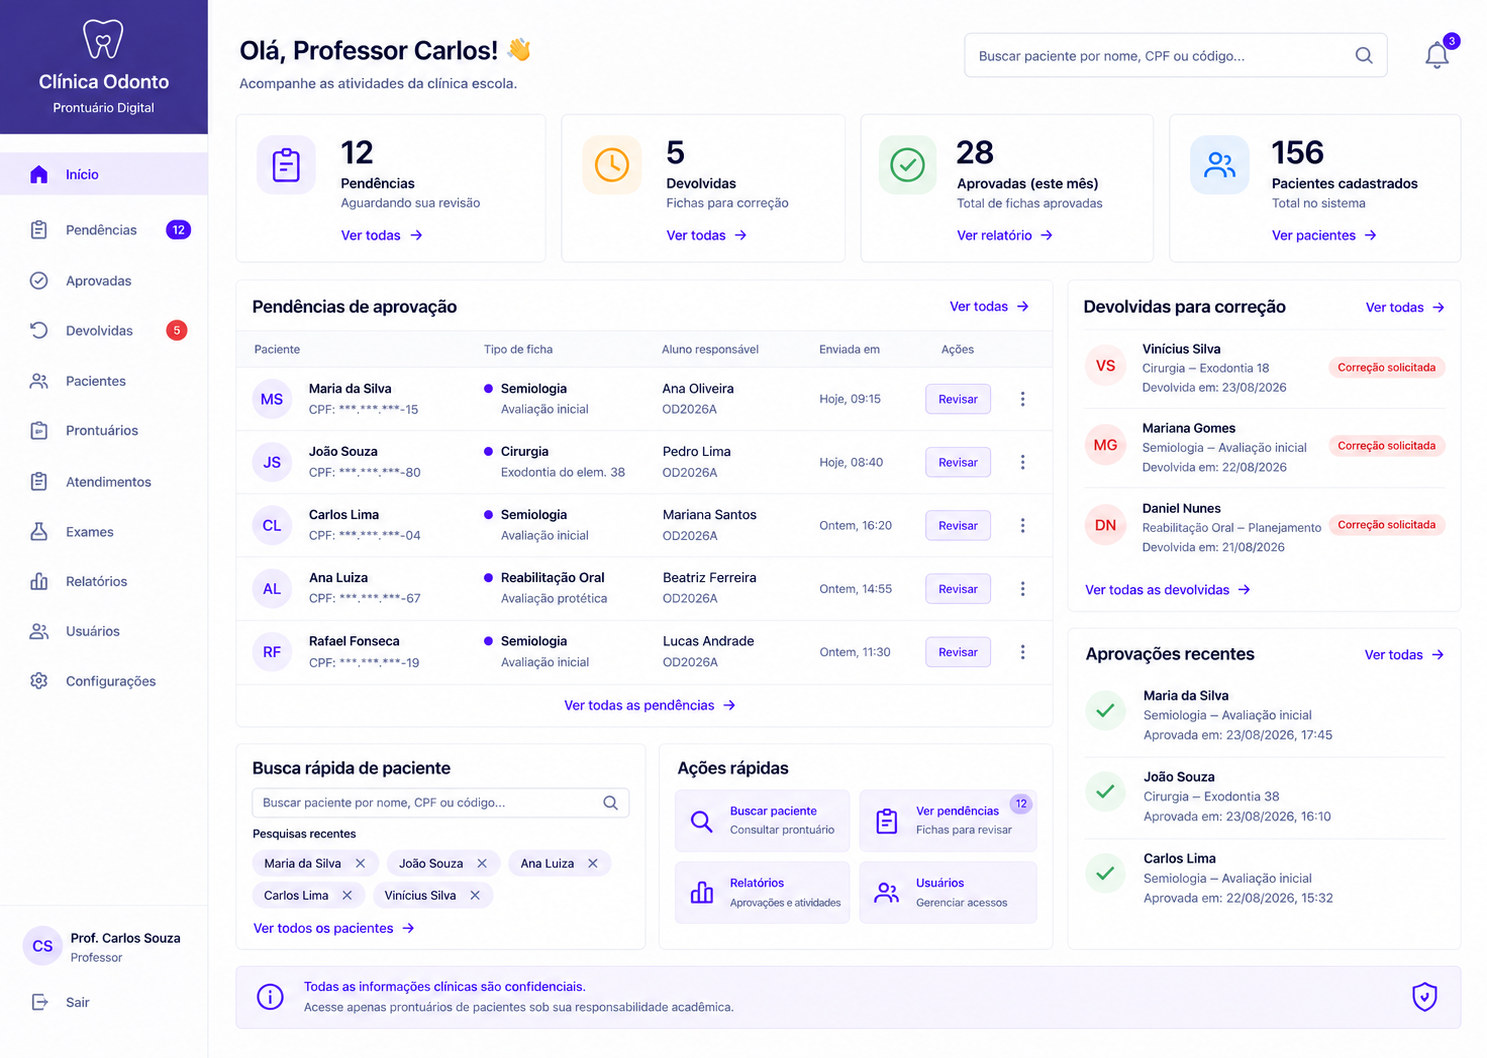 Clínica Odonto
Prontuário Digital
Início
Pendências 12
Aprovadas
Devolvidas 5
Pacientes
Prontuários
Atendimentos
Exames
Relatórios
Usuários
Configurações
CS
Prof. Carlos Souza
Professor
Sair
Olá, Professor Carlos! 👋
Acompanhe as atividades da clínica escola.
Buscar paciente por nome, CPF ou código...
3
12
Pendências
Aguardando sua revisão
Ver todas →
5
Devolvidas
Fichas para correção
Ver todas →
28
Aprovadas (este mês)
Total de fichas aprovadas
Ver relatório →
156
Pacientes cadastrados
Total no sistema
Ver pacientes →
Pendências de aprovação Ver todas →
Paciente Tipo de ficha Aluno responsável Enviada em Ações
MS Maria da Silva Semiologia Ana Oliveira Hoje, 09:15 Revisar
CPF: ***.***.***-15 Avaliação inicial OD2026A
JS João Souza Cirurgia Pedro Lima Hoje, 08:40 Revisar
CPF: ***.***.***-80 Exodontia do elem. 38 OD2026A
CL Carlos Lima Semiologia Mariana Santos Ontem, 16:20 Revisar
CPF: ***.***.***-04 Avaliação inicial OD2026A
AL Ana Luiza Reabilitação Oral Beatriz Ferreira Ontem, 14:55 Revisar
CPF: ***.***.***-67 Avaliação protética OD2026A
RF Rafael Fonseca Semiologia Lucas Andrade Ontem, 11:30 Revisar
CPF: ***.***.***-19 Avaliação inicial OD2026A
Ver todas as pendências →
Devolvidas para correção Ver todas →
VS Vinícius Silva
Cirurgia – Exodontia 18 Correção solicitada
Devolvida em: 23/08/2026
MG Mariana Gomes
Semiologia – Avaliação inicial Correção solicitada
Devolvida em: 22/08/2026
DN Daniel Nunes
Reabilitação Oral – Planejamento Correção solicitada
Devolvida em: 21/08/2026
Ver todas as devolvidas →
Aprovações recentes Ver todas →
Maria da Silva
Semiologia – Avaliação inicial
Aprovada em: 23/08/2026, 17:45
João Souza
Cirurgia – Exodontia 38
Aprovada em: 23/08/2026, 16:10
Carlos Lima
Semiologia – Avaliação inicial
Aprovada em: 22/08/2026, 15:32
Busca rápida de paciente
Buscar paciente por nome, CPF ou código...
Pesquisas recentes
Maria da Silva × João Souza × Ana Luiza ×
Carlos Lima × Vinícius Silva ×
Ver todos os pacientes →
Ações rápidas
Buscar paciente
Consultar prontuário
Ver pendências 12
Fichas para revisar
Relatórios
Aprovações e atividades
Usuários
Gerenciar acessos
Todas as informações clínicas são confidenciais.
Acesse apenas prontuários de pacientes sob sua responsabilidade acadêmica.